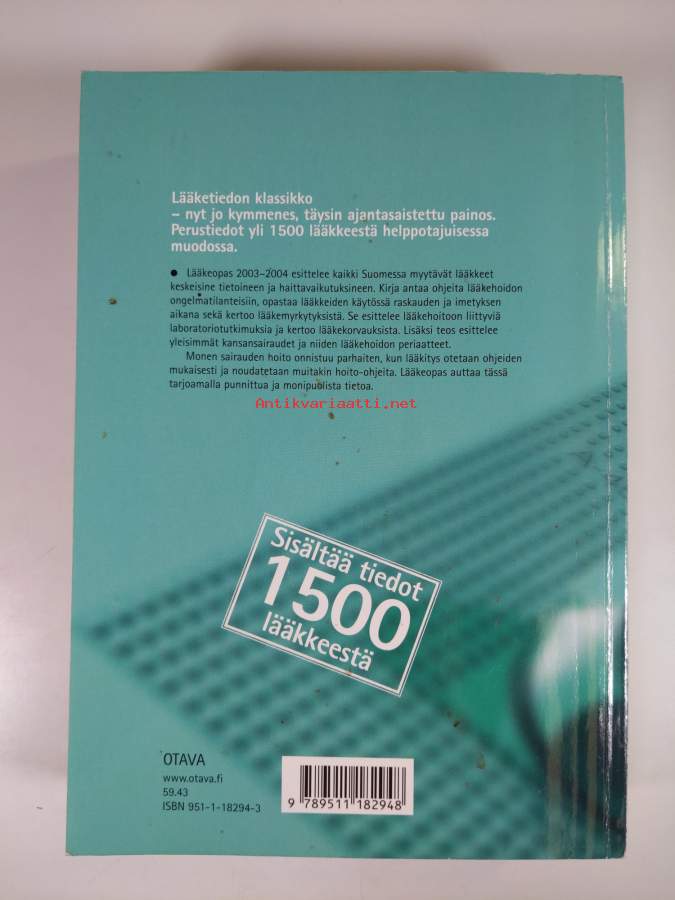 Lääketiedon klassikko
– nyt jo kymmenes, täysin ajantasaistettu painos.
Perustiedot yli 1500 lääkkeestä helppotajuisessa
muodossa.
● Lääkeopas 2003–2004 esittelee kaikki Suomessa myytävät lääkkeet
keskeisine tietoineen ja haittavaikutuksineen. Kirja antaa ohjeita lääkehoidon
ongelmatilanteisiin, opastaa lääkkeiden käytössä raskauden ja imetyksen
aikana sekä kertoo lääkemyrkytyksistä. Se esittelee lääkehoitoon liittyviä
laboratoriotutkimuksia ja kertoo lääkekorvauksista. Lisäksi teos esittelee
yleisimmät kansansairaudet ja niiden lääkehoidon periaatteet.
Monen sairauden hoito onnistuu parhaiten, kun lääkitys otetaan ohjeiden
mukaisesti ja noudatetaan muitakin hoito-ohjeita. Lääkeopas auttaa tässä
tarjoamalla punnittua ja monipuolista tietoa.
Antikvariaatti.net
Sisältää tiedot
1500
lääkkeestä
OTAVA
www.otava.fi
59.43
ISBN 951-1-18294-3
9 789511 182948